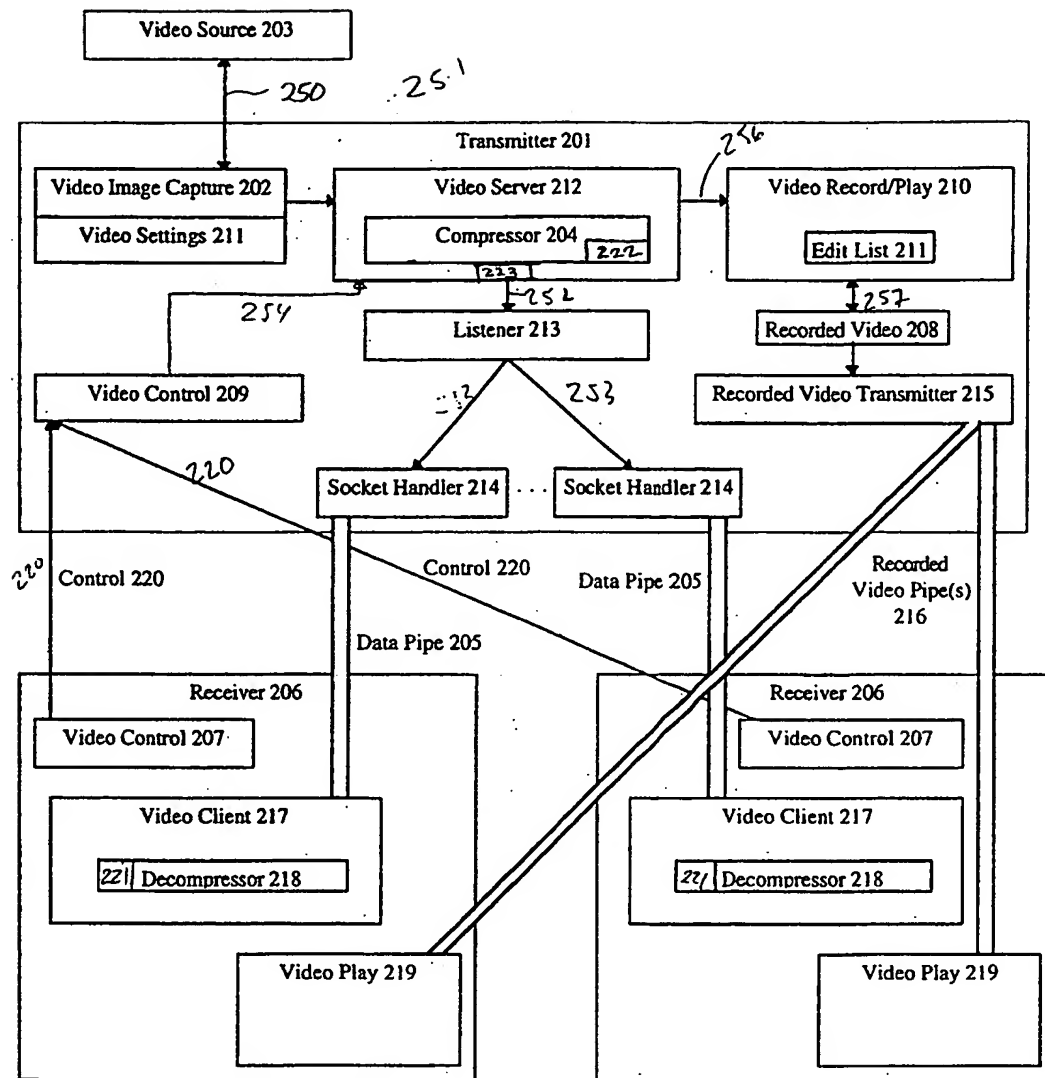 Video Source 203
250
251
Transmitter 201
256
Video Image Capture 202
Video Settings 211
Video Server 212
Compressor 204
222
223
Video Record/Play 210
Edit List 211
254
252
257
Listener 213
Recorded Video 208
Video Control 209
253
Recorded Video Transmitter 215
220
Socket Handler 214
. . .
Socket Handler 214
220
Control 220
Control 220
Data Pipe 205
Recorded
Video Pipe(s)
216
Data Pipe 205
Receiver 206
Receiver 206
Video Control 207
Video Control 207
Video Client 217
Video Client 217
221
Decompressor 218
221
Decompressor 218
Video Play 219
Video Play 219